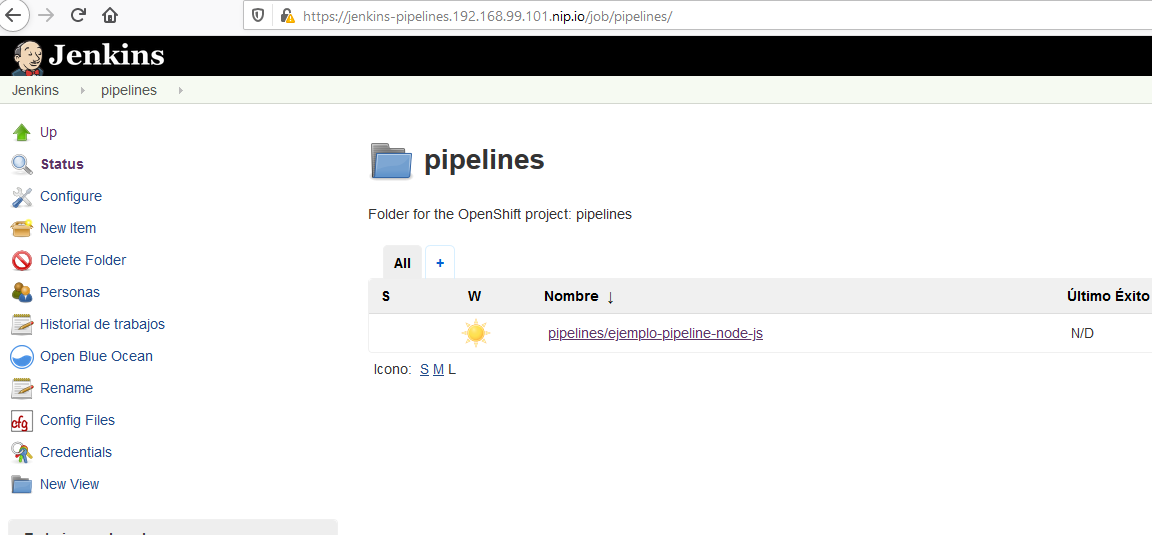 https://jenkins-pipelines.192.168.99.101.nip.io/job/pipelines/
Jenkins
Jenkins pipelines
Up
Status
Configure
New Item
Delete Folder
Personas
Historial de trabajos
Open Blue Ocean
Rename
cfg Config Files
Credentials
New View
pipelines
Folder for the OpenShift project: pipelines
All +
S W Nombre ↓ Último Éxito
pipelines/ejemplo-pipeline-node-js N/D
Icono: S M L